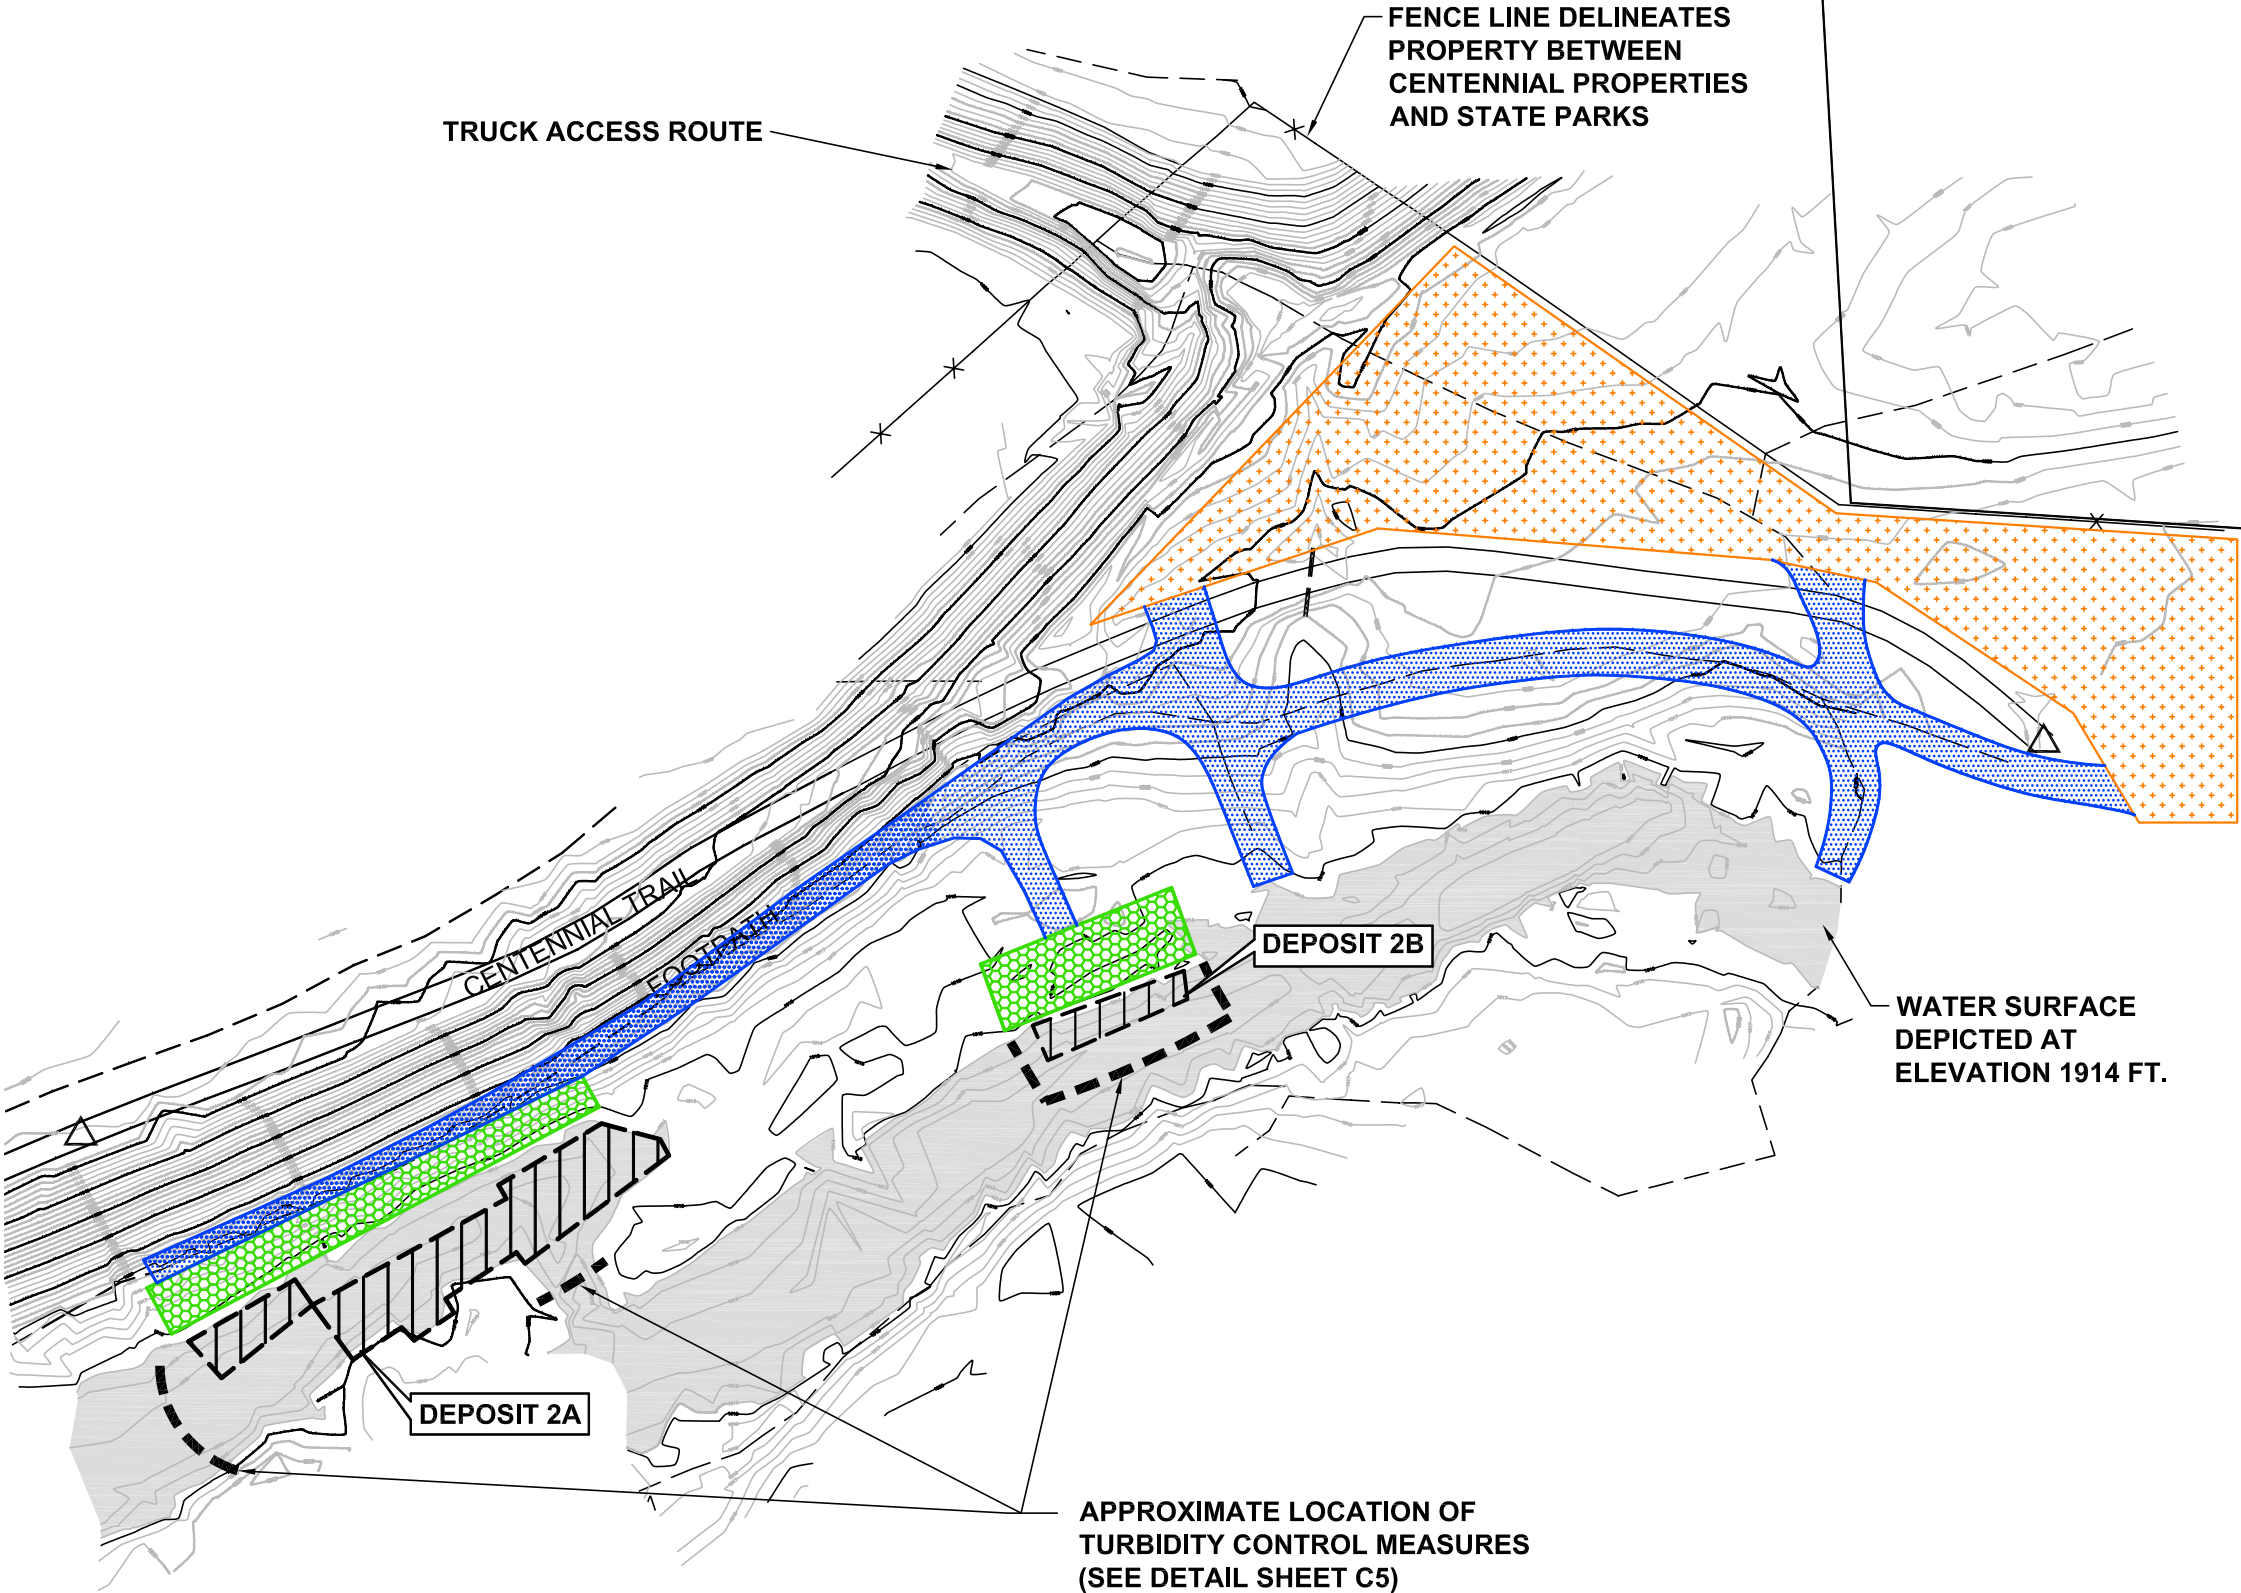 FENCE LINE DELINEATES
PROPERTY BETWEEN
CENTENNIAL PROPERTIES
AND STATE PARKS
TRUCK ACCESS ROUTE
CENTENNIAL TRAIL
FOOTPATH
DEPOSIT 2B
WATER SURFACE
DEPICTED AT
ELEVATION 1914 FT.
DEPOSIT 2A
APPROXIMATE LOCATION OF
TURBIDITY CONTROL MEASURES
(SEE DETAIL SHEET C5)